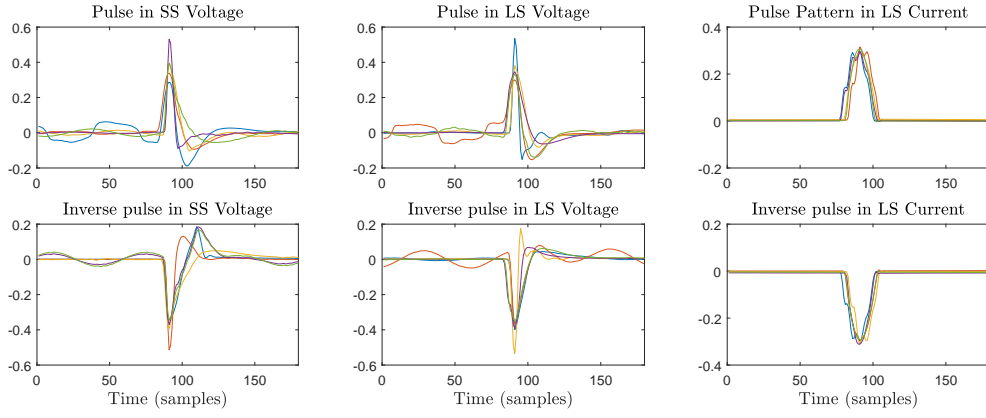 Pulse in SS Voltage
0.6
0.4
0.2
0
-0.2
0 50 100 150
Pulse in LS Voltage
0.6
0.4
0.2
0
-0.2
0 50 100 150
Pulse Pattern in LS Current
0.4
0.2
0
-0.2
0 50 100 150
Inverse pulse in SS Voltage
0.2
0
-0.2
-0.4
-0.6
0 50 100 150
Time (samples)
Inverse pulse in LS Voltage
0.2
0
-0.2
-0.4
-0.6
0 50 100 150
Time (samples)
Inverse pulse in LS Current
0.2
0
-0.2
-0.4
0 50 100 150
Time (samples)